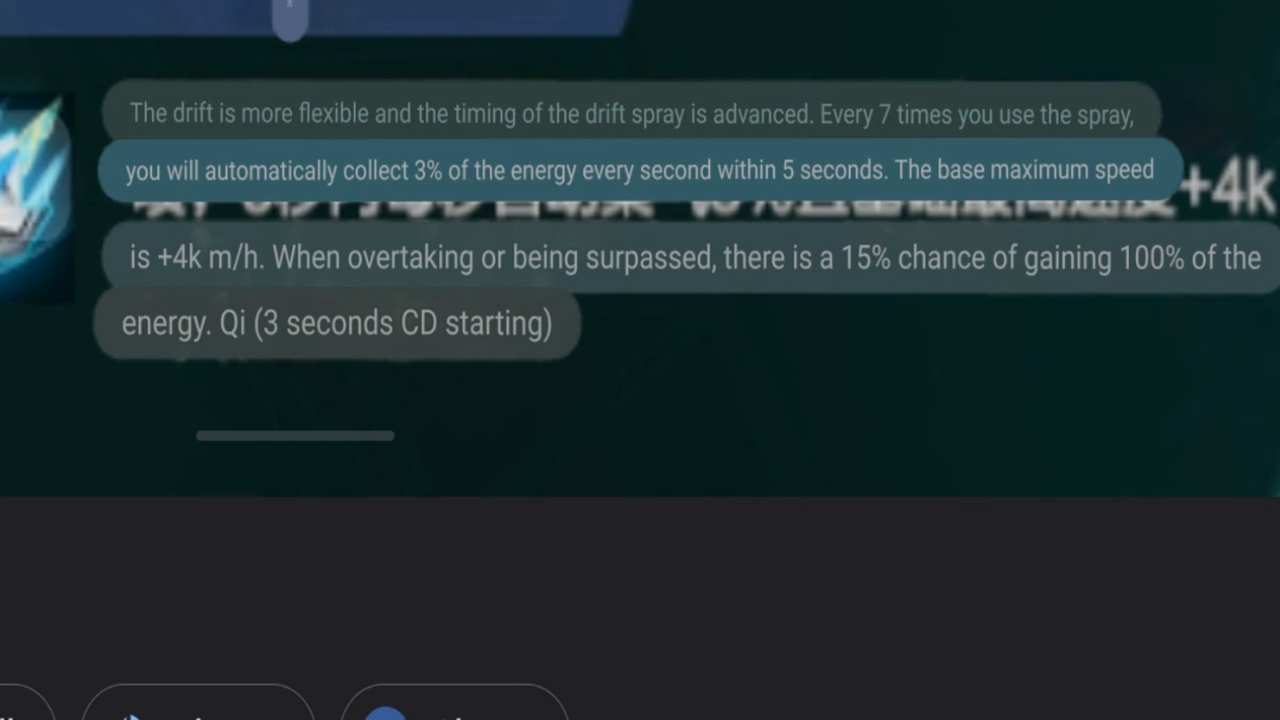 The drift is more flexible and the timing of the drift spray is advanced. Every 7 times you use the spray,
you will automatically collect 3% of the energy every second within 5 seconds. The base maximum speed
+4k
is +4k m/h. When overtaking or being surpassed, there is a 15% chance of gaining 100% of the
energy. Qi (3 seconds CD starting)